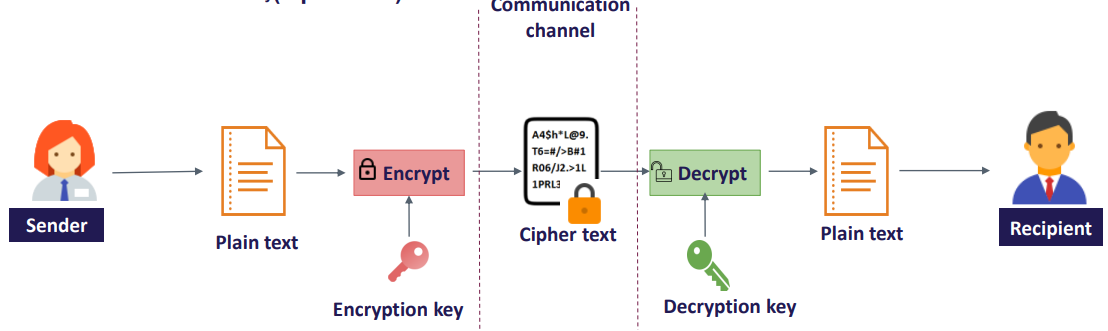 Communication
channel
A4$h*L@9.
T6=#/>B#1
R06/J2.>1L
1PRL3
Encrypt
Decrypt
Sender
Plain text
Cipher text
Plain text
Recipient
Encryption key
Decryption key